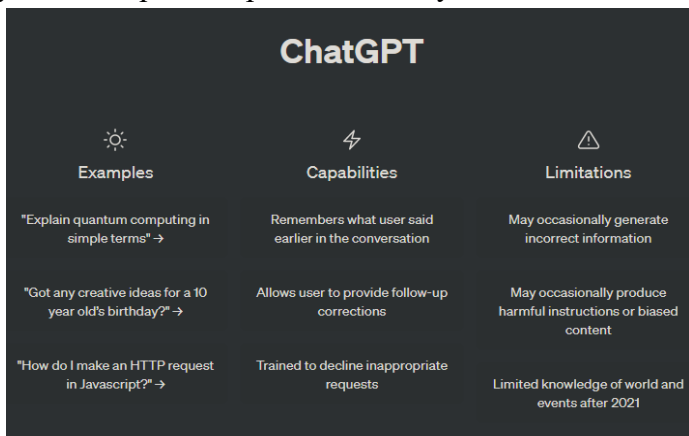 ChatGPT
Examples
"Explain quantum computing in
simple terms" →
"Got any creative ideas for a 10
year old's birthday?" →
"How do I make an HTTP request
in Javascript?" →
Capabilities
Remembers what user said
earlier in the conversation
Allows user to provide follow-up
corrections
Trained to decline inappropriate
requests
Limitations
May occasionally generate
incorrect information
May occasionally produce
harmful instructions or biased
content
Limited knowledge of world and
events after 2021